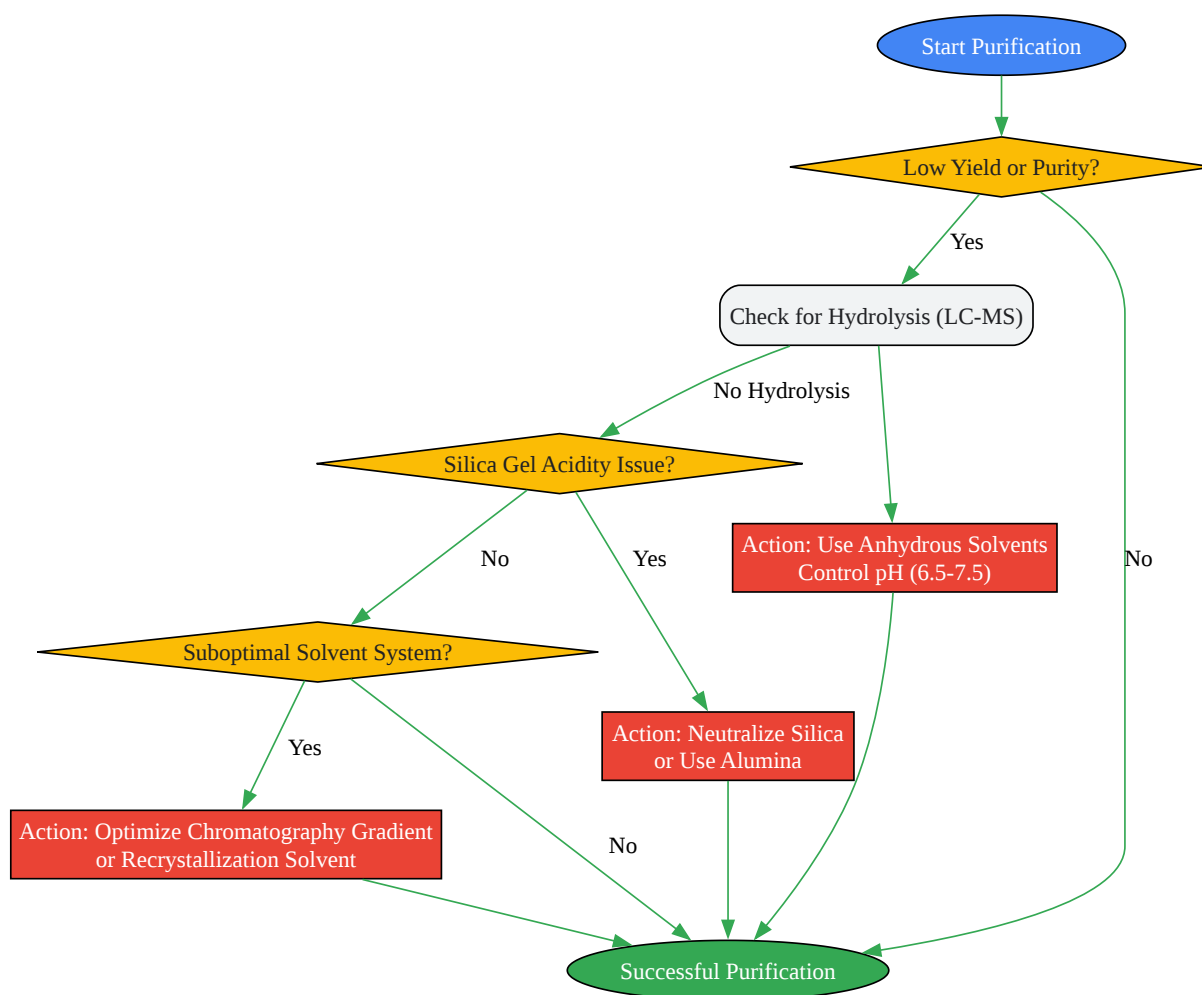 Start Purification
Low Yield or Purity?
Yes
Check for Hydrolysis (LC-MS)
No Hydrolysis
Silica Gel Acidity Issue?
Action: Use Anhydrous Solvents
Control pH (6.5-7.5)
No
No
Yes
Suboptimal Solvent System?
Action: Neutralize Silica
or Use Alumina
Yes
Action: Optimize Chromatography Gradient
or Recrystallization Solvent
No
Successful Purification